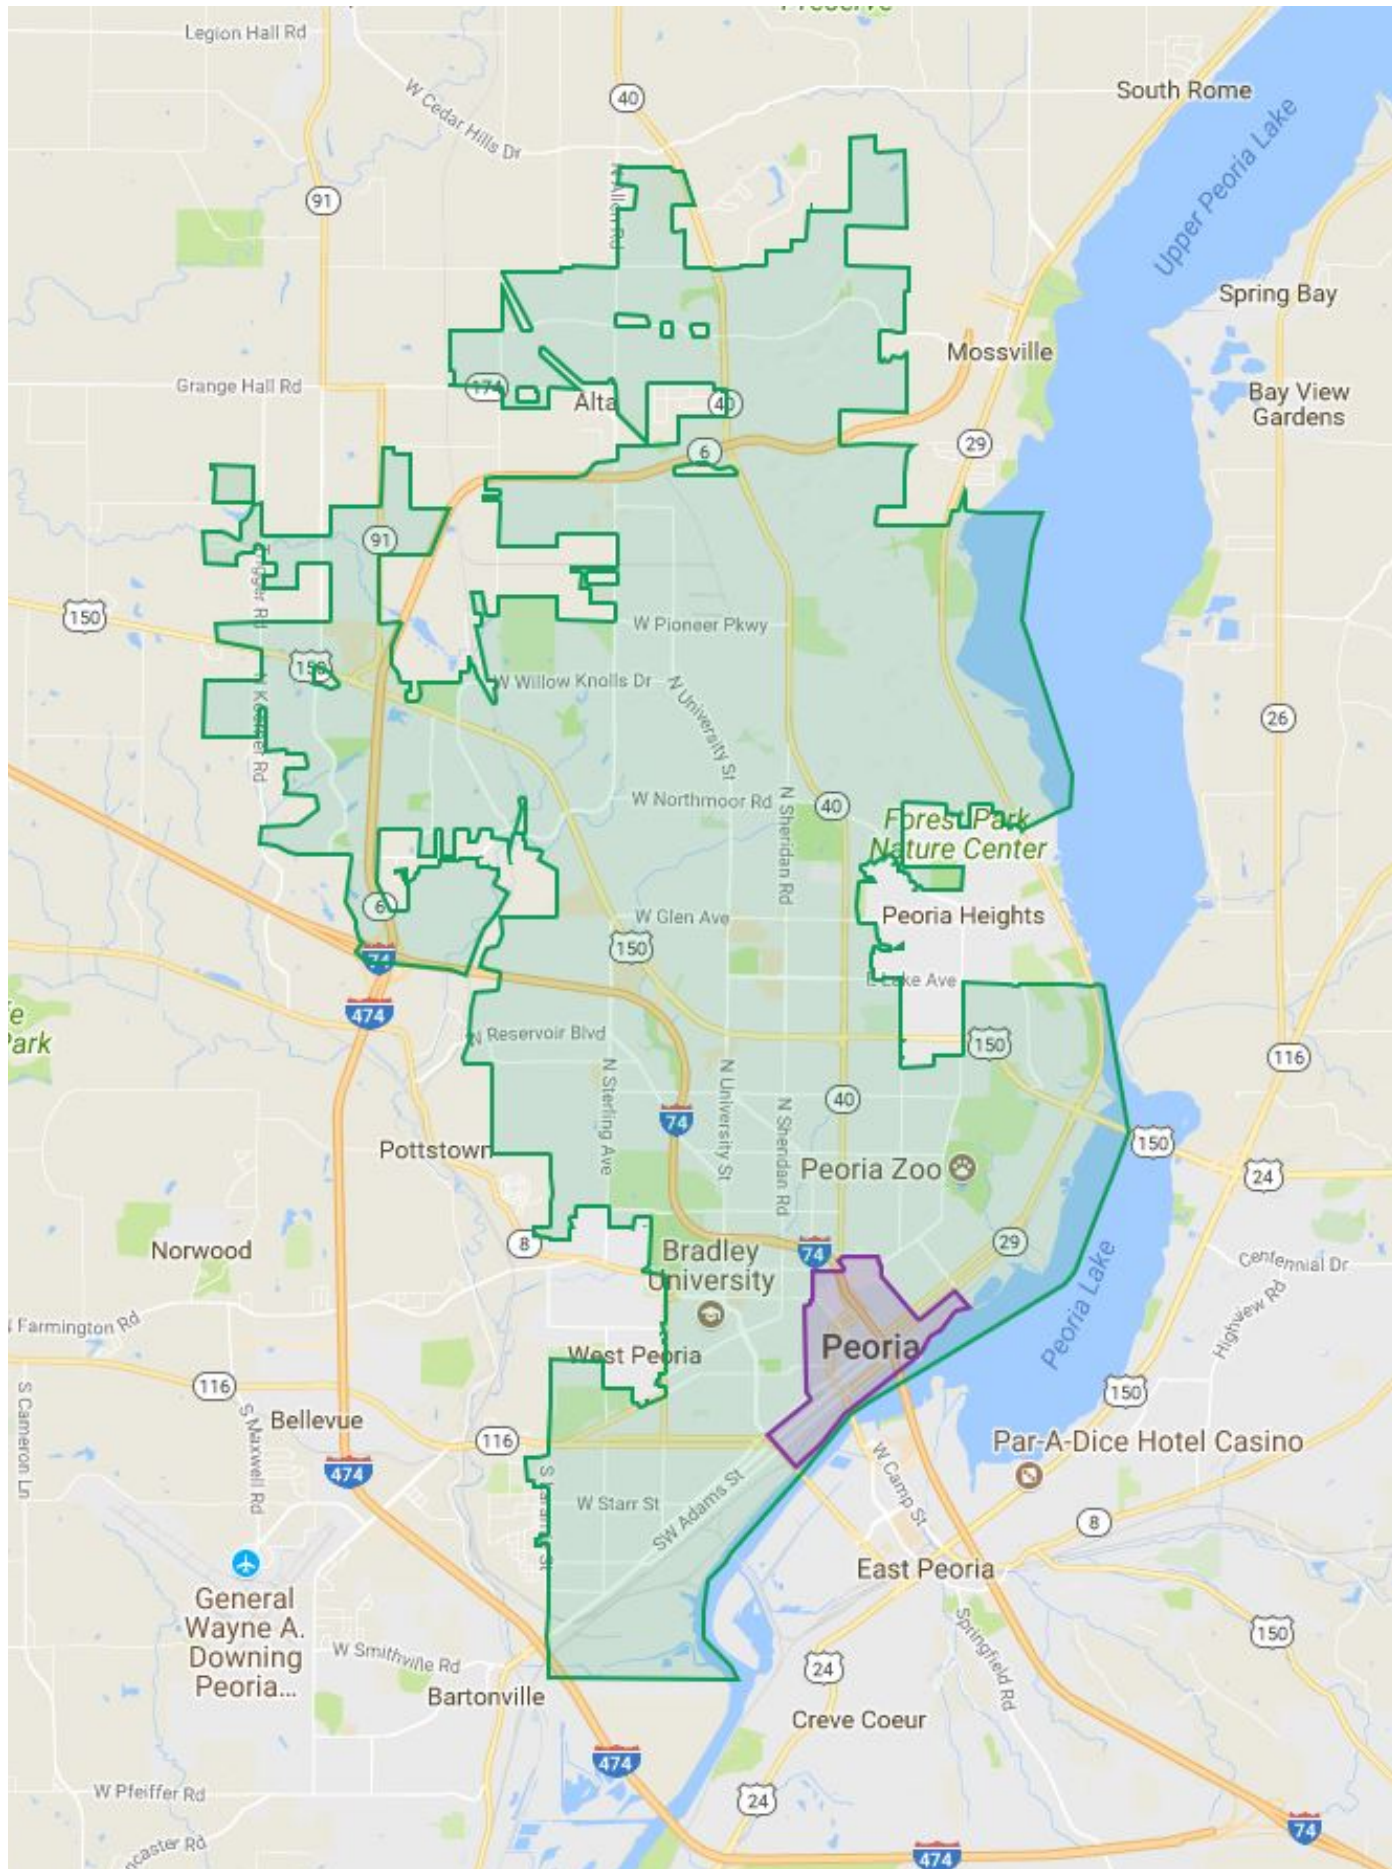 Preserve
Legion Hall Rd
W Cedar Hills Dr
40
South Rome
91
N Allen Rd
Upper Peoria Lake
Spring Bay
Mossville
Grange Hall Rd
174
Alta
40
Bay View
Gardens
6
29
91
150
W Pioneer Pkwy
150
W Willow Knolls Dr
N University St
26
W Northmoor Rd
40
N Sheridan Rd
Forest Park
Nature Center
6
W Glen Ave
Peoria Heights
150
74
E Lake Ave
474
Park
N Reservoir Blvd
150
116
N Sterling Ave
N University St
N Sheridan Rd
40
74
Pottstown
150
Peoria Zoo
24
Norwood
8
Bradley
University
74
29
Peoria Lake
Centennial Dr
Highview Rd
Farmington Rd
West Peoria
Peoria
116
S Cameron Ln
S Maxwell Rd
150
Bellevue
116
Par-A-Dice Hotel Casino
474
W Camp St
W Starr St
SW Adams St
8
East Peoria
General
Wayne A.
Downing
Peoria...
Springfield Rd
150
W Smithville Rd
24
Bartonville
Creve Coeur
474
W Pfeiffer Rd
24
74
474